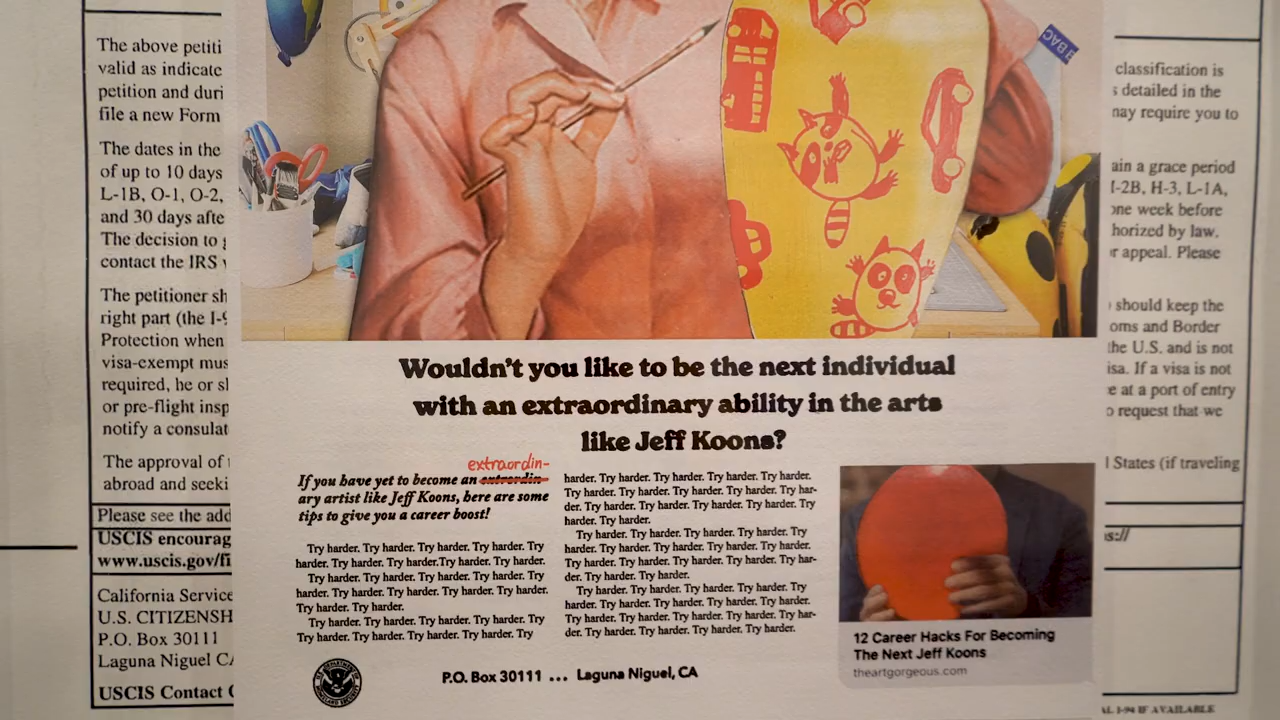 The above petiti
valid as indicate
petition and duri
file a new Form
The dates in the
of up to 10 days
L-1B, O-1, O-2,
and 30 days afte
The decision to
contact the IRS
The petitioner sh
right part (the I-9
Protection when
visa-exempt mus
required, he or sl
or pre-flight insp
notify a consulat
The approval of
abroad and seeki
Please see the add
USCIS encourag
www.uscis.gov/fi
California Service
U.S. CITIZENSH
P.O. Box 30111
Laguna Niguel CA
USCIS Contact
BAC
Wouldn't you like to be the next individual
with an extraordinary ability in the arts
like Jeff Koons?
extraordin-
If you have yet to become an extraordin-
ary artist like Jeff Koons, here are some
tips to give you a career boost!
Try harder. Try harder. Try harder. Try harder. Try
harder. Try harder. Try harder.Try harder. Try harder.
Try harder. Try harder. Try harder. Try harder. Try
harder. Try harder. Try harder. Try harder. Try harder.
Try harder. Try harder.
Try harder. Try harder. Try harder. Try harder. Try
harder. Try harder. Try harder. Try harder. Try
harder. Try harder. Try harder. Try harder. Try harder.
Try harder. Try harder. Try harder. Try harder. Try har-
der. Try harder. Try harder. Try harder. Try harder. Try
harder. Try harder.
Try harder. Try harder. Try harder. Try harder. Try
harder. Try harder. Try harder. Try harder. Try harder.
Try harder. Try harder. Try harder. Try harder. Try har-
der. Try harder. Try harder.
Try harder. Try harder. Try harder. Try harder. Try
harder. Try harder. Try harder. Try harder. Try harder.
Try harder. Try harder. Try harder. Try harder. Try har-
der. Try harder. Try harder. Try harder. Try harder.
12 Career Hacks For Becoming
The Next Jeff Koons
theartgorgeous.com
P.O. Box 30111 ... Laguna Niguel, CA
classification is
s detailed in the
may require you to
ain a grace period
I-2B, H-3, L-1A,
one week before
horized by law.
or appeal. Please
should keep the
oms and Border
the U.S. and is not
isa. If a visa is not
e at a port of entry
o request that we
States (if traveling
s://
AL I-94 IF AVAILABLE